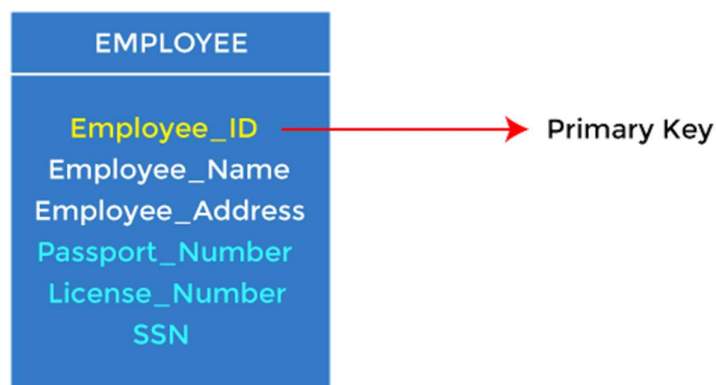 EMPLOYEE
Employee_ID
Primary Key
Employee_Name
Employee_Address
Passport_Number
License_Number
SSN